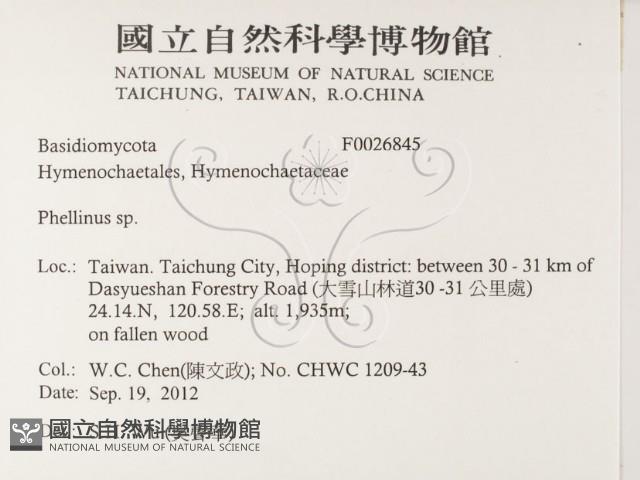 國立自然科學博物館
NATIONAL MUSEUM OF NATURAL SCIENCE
TAICHUNG, TAIWAN, R.O.CHINA
Basidiomycota F0026845
Hymenochaetales, Hymenochaetaceae
Phellinus sp.
Loc.: Taiwan. Taichung City, Hoping district: between 30 - 31 km of
Dasyueshan Forestry Road (大雪山林道30 -31 公里處)
24.14.N, 120.58.E; alt. 1,935m;
on fallen wood
Col.: W.C. Chen(陳文政); No. CHWC 1209-43
Date: Sep. 19, 2012
國立自然科學博物館
NATIONAL MUSEUM OF NATURAL SCIENCE